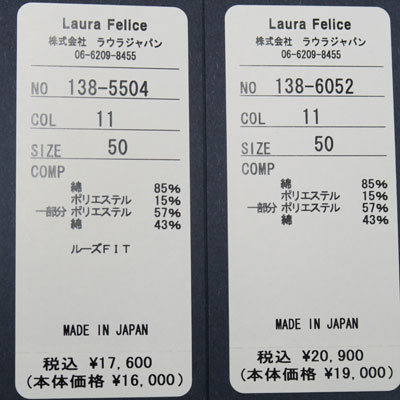 Laura Felice
株式会社 ラウラジャパン
06-6209-8455
NO 138-5504
COL 11
SIZE 50
COMP
綿 85%
ポリエステル 15%
一部分 ポリエステル 57%
綿 43%
ルーズFIT
MADE IN JAPAN
税込 ¥17,600
(本体価格 ¥16,000)
Laura Felice
株式会社 ラウラジャパン
06-6209-8455
NO 138-6052
COL 11
SIZE 50
COMP
綿 85%
ポリエステル 15%
一部分 ポリエステル 57%
綿 43%
MADE IN JAPAN
税込 ¥20,900
(本体価格 ¥19,000)